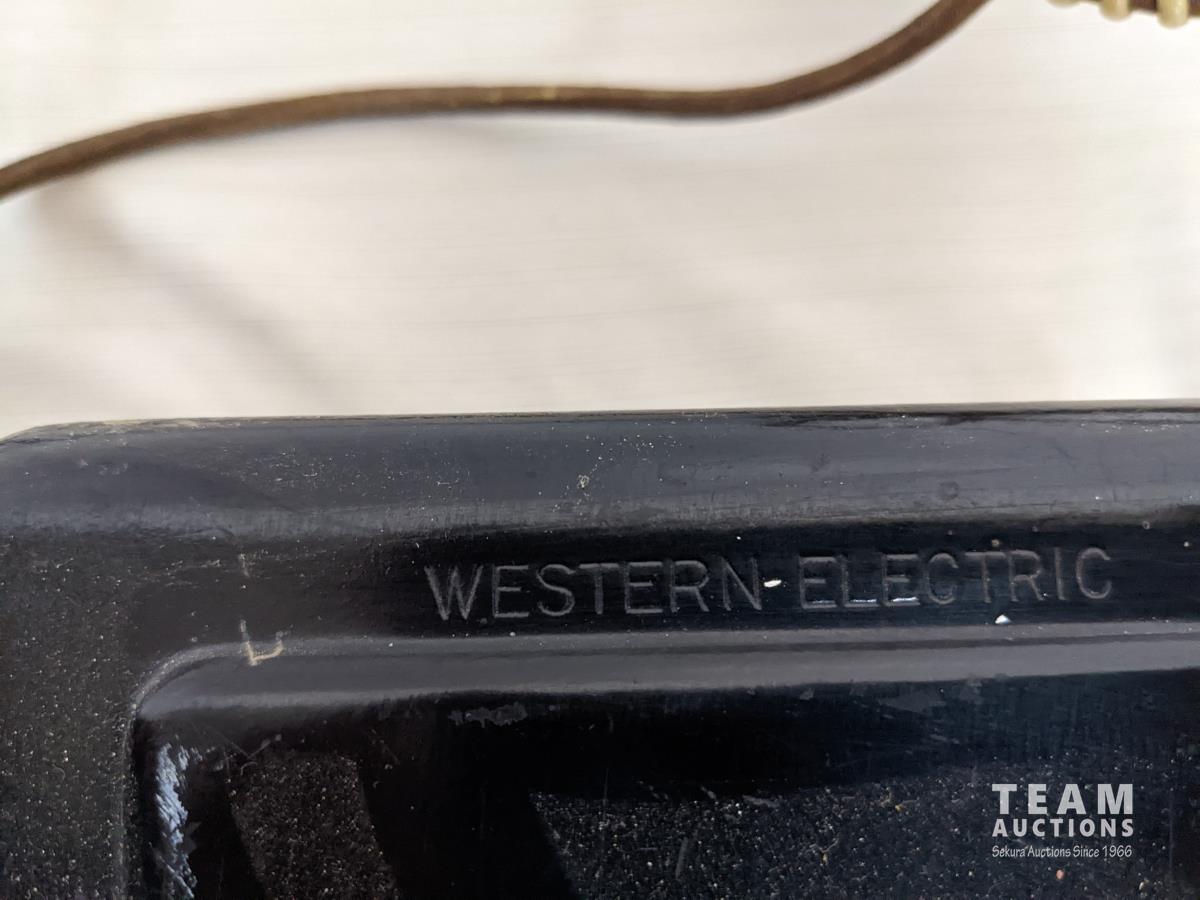 WESTERN ELECTRIC
TEAM
AUCTIONS
Sekura Auctions Since 1966